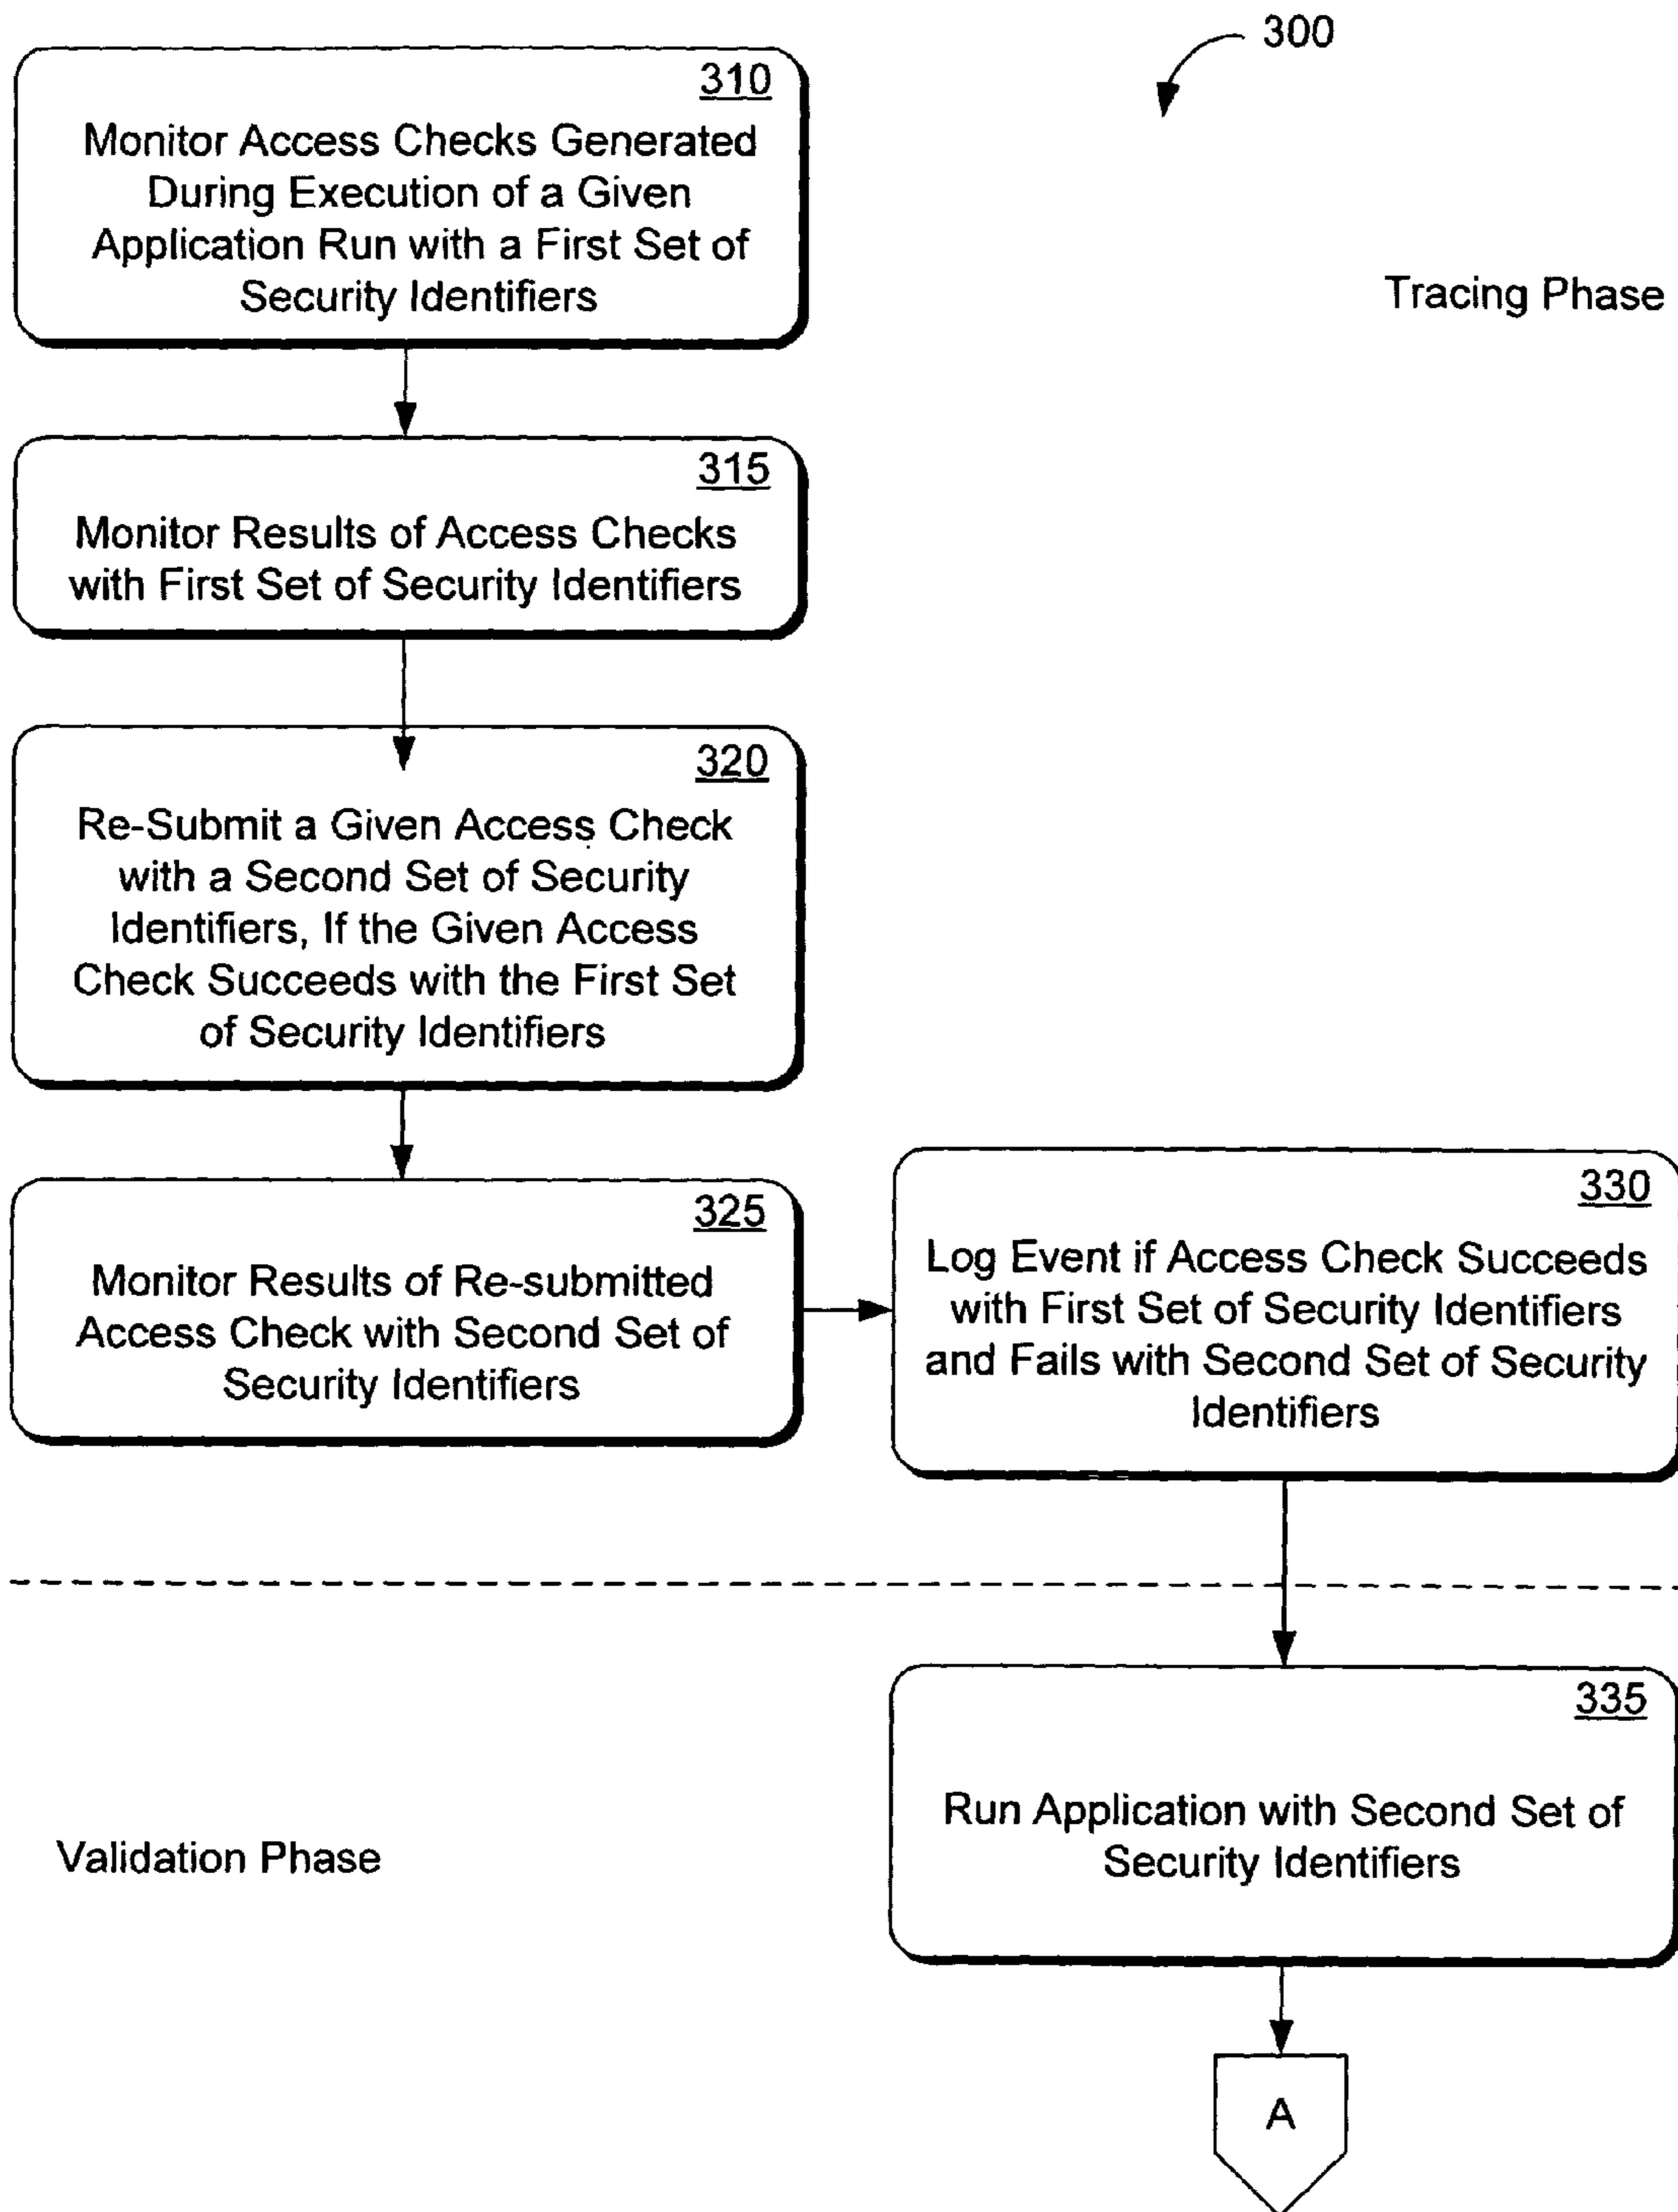 300
310
Monitor Access Checks Generated
During Execution of a Given
Application Run with a First Set of
Security Identifiers
Tracing Phase
315
Monitor Results of Access Checks
with First Set of Security Identifiers
320
Re-Submit a Given Access Check
with a Second Set of Security
Identifiers, If the Given Access
Check Succeeds with the First Set
of Security Identifiers
325
Monitor Results of Re-submitted
Access Check with Second Set of
Security Identifiers
330
Log Event if Access Check Succeeds
with First Set of Security Identifiers
and Fails with Second Set of Security
Identifiers
335
Run Application with Second Set of
Security Identifiers
Validation Phase
A